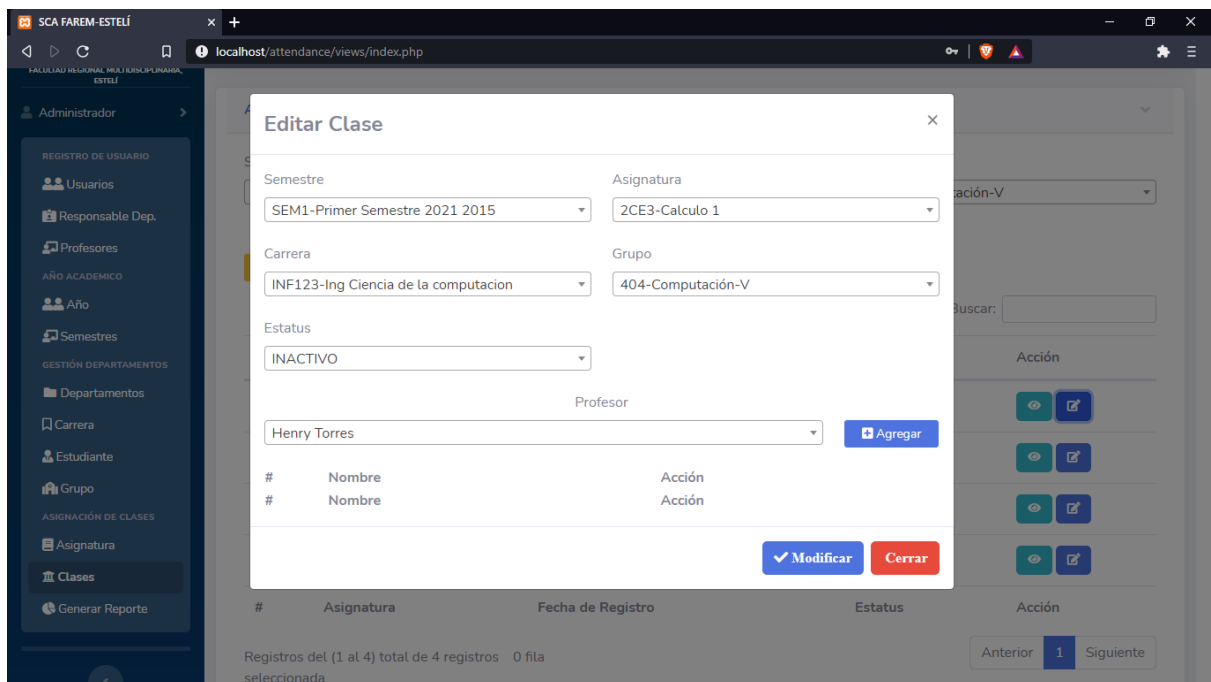 SCA FAREM-ESTELÍ
localhost/attendance/views/index.php
FACULTAD REGIONAL MULTIDISCIPLINARIA,
ESTELÍ
Administrador
REGISTRO DE USUARIO
Usuarios
Responsable Dep.
Profesores
AÑO ACADEMICO
Año
Semestres
GESTIÓN DEPARTAMENTOS
Departamentos
Carrera
Estudiante
Grupo
ASIGNACIÓN DE CLASES
Asignatura
Clases
Generar Reporte
Editar Clase ×
Semestre Asignatura
SEM1-Primer Semestre 2021 2015 2CE3-Calculo 1
Carrera Grupo
INF123-Ing Ciencia de la computacion 404-Computación-V
Estatus
INACTIVO
Profesor
Henry Torres Agregar
# Nombre Acción
# Nombre Acción
Modificar Cerrar
tación-V
Buscar:
Acción
# Asignatura Fecha de Registro Estatus Acción
Registros del (1 al 4) total de 4 registros 0 fila
seleccionada
Anterior 1 Siguiente